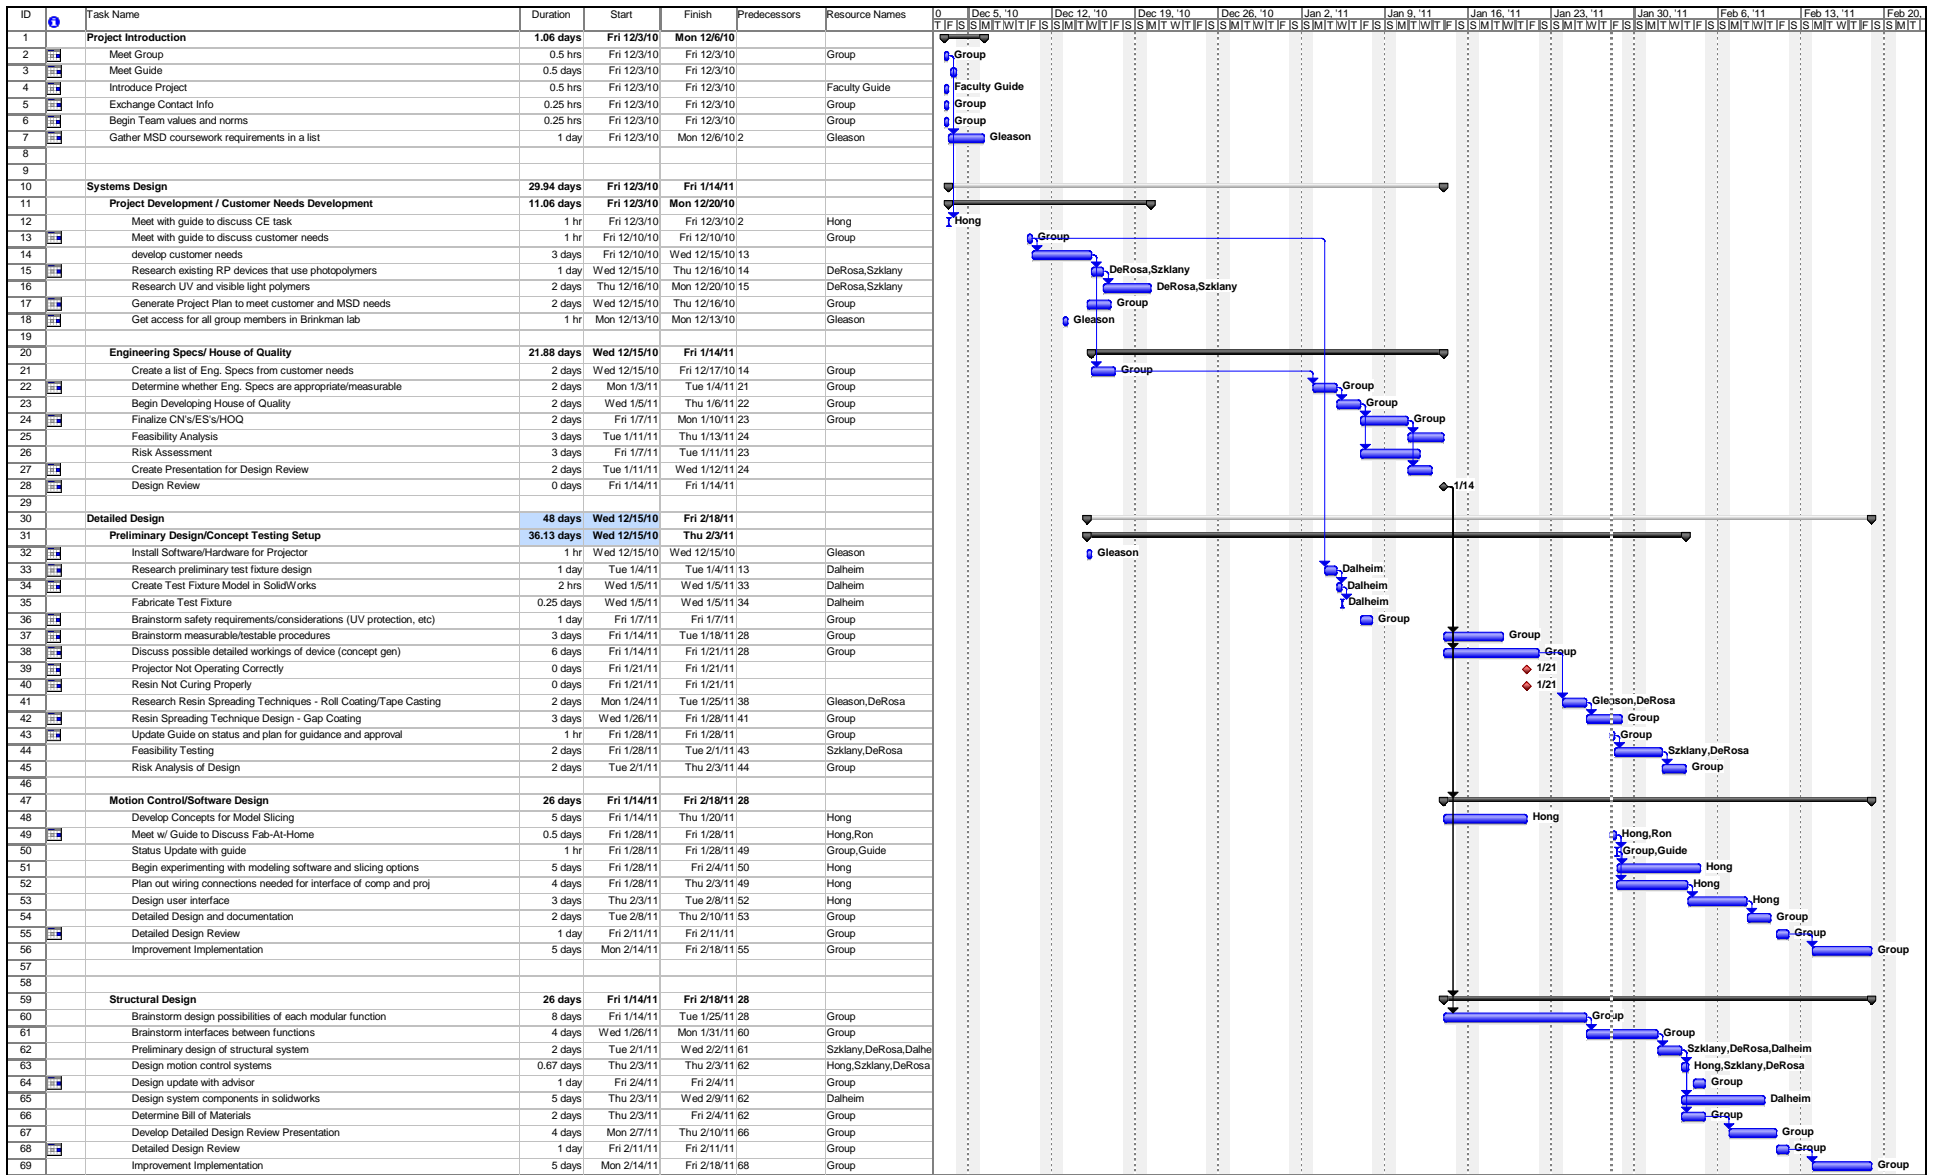 ID Task Name Duration Start Finish Predecessors Resource Names 0 Dec 5, '10 Dec 12, '10 Dec 19, '10 Dec 26, '10 Jan 2, '11 Jan 9, '11 Jan 16, '11 Jan 23, '11 Jan 30, '11 Feb 6, '11 Feb 13, '11 Feb 20,
T F S S M T W T F S S M T W T F S S M T W T F S S M T W T F S S M T W T F S S M T W T F S S M T W T F S S M T W T F S S M T W T F S S M T W T F S S M T W T F S S M T
1 Project Introduction 1.06 days Fri 12/3/10 Mon 12/6/10
2 Meet Group 0.5 hrs Fri 12/3/10 Fri 12/3/10 Group Group
3 Meet Guide 0.5 days Fri 12/3/10 Fri 12/3/10
4 Introduce Project 0.5 hrs Fri 12/3/10 Fri 12/3/10 Faculty Guide Faculty Guide
5 Exchange Contact Info 0.25 hrs Fri 12/3/10 Fri 12/3/10 Group Group
6 Begin Team values and norms 0.25 hrs Fri 12/3/10 Fri 12/3/10 Group Group
7 Gather MSD coursework requirements in a list 1 day Fri 12/3/10 Mon 12/6/10 2 Gleason Gleason
8
9
10 Systems Design 29.94 days Fri 12/3/10 Fri 1/14/11
11 Project Development / Customer Needs Development 11.06 days Fri 12/3/10 Mon 12/20/10
12 Meet with guide to discuss CE task 1 hr Fri 12/3/10 Fri 12/3/10 2 Hong Hong
13 Meet with guide to discuss customer needs 1 hr Fri 12/10/10 Fri 12/10/10 Group Group
14 develop customer needs 3 days Fri 12/10/10 Wed 12/15/10 13
15 Research existing RP devices that use photopolymers 1 day Wed 12/15/10 Thu 12/16/10 14 DeRosa,Szklany DeRosa,Szklany
16 Research UV and visible light polymers 2 days Thu 12/16/10 Mon 12/20/10 15 DeRosa,Szklany DeRosa,Szklany
17 Generate Project Plan to meet customer and MSD needs 2 days Wed 12/15/10 Thu 12/16/10 Group Group
18 Get access for all group members in Brinkman lab 1 hr Mon 12/13/10 Mon 12/13/10 Gleason Gleason
19
20 Engineering Specs/ House of Quality 21.88 days Wed 12/15/10 Fri 1/14/11
21 Create a list of Eng. Specs from customer needs 2 days Wed 12/15/10 Fri 12/17/10 14 Group Group
22 Determine whether Eng. Specs are appropriate/measurable 2 days Mon 1/3/11 Tue 1/4/11 21 Group Group
23 Begin Developing House of Quality 2 days Wed 1/5/11 Thu 1/6/11 22 Group Group
24 Finalize CN's/ES's/HOQ 2 days Fri 1/7/11 Mon 1/10/11 23 Group Group
25 Feasibility Analysis 3 days Tue 1/11/11 Thu 1/13/11 24
26 Risk Assessment 3 days Fri 1/7/11 Tue 1/11/11 23
27 Create Presentation for Design Review 2 days Tue 1/11/11 Wed 1/12/11 24
28 Design Review 0 days Fri 1/14/11 Fri 1/14/11 1/14
29
30 Detailed Design 48 days Wed 12/15/10 Fri 2/18/11
31 Preliminary Design/Concept Testing Setup 36.13 days Wed 12/15/10 Thu 2/3/11
32 Install Software/Hardware for Projector 1 hr Wed 12/15/10 Wed 12/15/10 Gleason Gleason
33 Research preliminary test fixture design 1 day Tue 1/4/11 Tue 1/4/11 13 Dalheim Dalheim
34 Create Test Fixture Model in SolidWorks 2 hrs Wed 1/5/11 Wed 1/5/11 33 Dalheim Dalheim
35 Fabricate Test Fixture 0.25 days Wed 1/5/11 Wed 1/5/11 34 Dalheim Dalheim
36 Brainstorm safety requirements/considerations (UV protection, etc) 1 day Fri 1/7/11 Fri 1/7/11 Group Group
37 Brainstorm measurable/testable procedures 3 days Fri 1/14/11 Tue 1/18/11 28 Group Group
38 Discuss possible detailed workings of device (concept gen) 6 days Fri 1/14/11 Fri 1/21/11 28 Group Group
39 Projector Not Operating Correctly 0 days Fri 1/21/11 Fri 1/21/11 1/21
40 Resin Not Curing Properly 0 days Fri 1/21/11 Fri 1/21/11 1/21
41 Research Resin Spreading Techniques - Roll Coating/Tape Casting 2 days Mon 1/24/11 Tue 1/25/11 38 Gleason,DeRosa Gleason,DeRosa
42 Resin Spreading Technique Design - Gap Coating 3 days Wed 1/26/11 Fri 1/28/11 41 Group Group
43 Update Guide on status and plan for guidance and approval 1 hr Fri 1/28/11 Fri 1/28/11 Group Group
44 Feasibility Testing 2 days Fri 1/28/11 Tue 2/1/11 43 Szklany,DeRosa Szklany,DeRosa
45 Risk Analysis of Design 2 days Tue 2/1/11 Thu 2/3/11 44 Group Group
46
47 Motion Control/Software Design 26 days Fri 1/14/11 Fri 2/18/11 28
48 Develop Concepts for Model Slicing 5 days Fri 1/14/11 Thu 1/20/11 Hong Hong
49 Meet w/ Guide to Discuss Fab-At-Home 0.5 days Fri 1/28/11 Fri 1/28/11 Hong,Ron Hong,Ron
50 Status Update with guide 1 hr Fri 1/28/11 Fri 1/28/11 49 Group,Guide Group,Guide
51 Begin experimenting with modeling software and slicing options 5 days Fri 1/28/11 Fri 2/4/11 50 Hong Hong
52 Plan out wiring connections needed for interface of comp and proj 4 days Fri 1/28/11 Thu 2/3/11 49 Hong Hong
53 Design user interface 3 days Thu 2/3/11 Tue 2/8/11 52 Hong Hong
54 Detailed Design and documentation 2 days Tue 2/8/11 Thu 2/10/11 53 Group Group
55 Detailed Design Review 1 day Fri 2/11/11 Fri 2/11/11 Group Group
56 Improvement Implementation 5 days Mon 2/14/11 Fri 2/18/11 55 Group Group
57
58
59 Structural Design 26 days Fri 1/14/11 Fri 2/18/11 28
60 Brainstorm design possibilities of each modular function 8 days Fri 1/14/11 Tue 1/25/11 28 Group Group
61 Brainstorm interfaces between functions 4 days Wed 1/26/11 Mon 1/31/11 60 Group Group
62 Preliminary design of structural system 2 days Tue 2/1/11 Wed 2/2/11 61 Szklany,DeRosa,Dalhe Szklany,DeRosa,Dalheim
63 Design motion control systems 0.67 days Thu 2/3/11 Thu 2/3/11 62 Hong,Szklany,DeRosa Hong,Szklany,DeRosa
64 Design update with advisor 1 day Fri 2/4/11 Fri 2/4/11 Group Group
65 Design system components in solidworks 5 days Thu 2/3/11 Wed 2/9/11 62 Dalheim Dalheim
66 Determine Bill of Materials 2 days Thu 2/3/11 Fri 2/4/11 62 Group Group
67 Develop Detailed Design Review Presentation 4 days Mon 2/7/11 Thu 2/10/11 66 Group Group
68 Detailed Design Review 1 day Fri 2/11/11 Fri 2/11/11 Group Group
69 Improvement Implementation 5 days Mon 2/14/11 Fri 2/18/11 68 Group Group